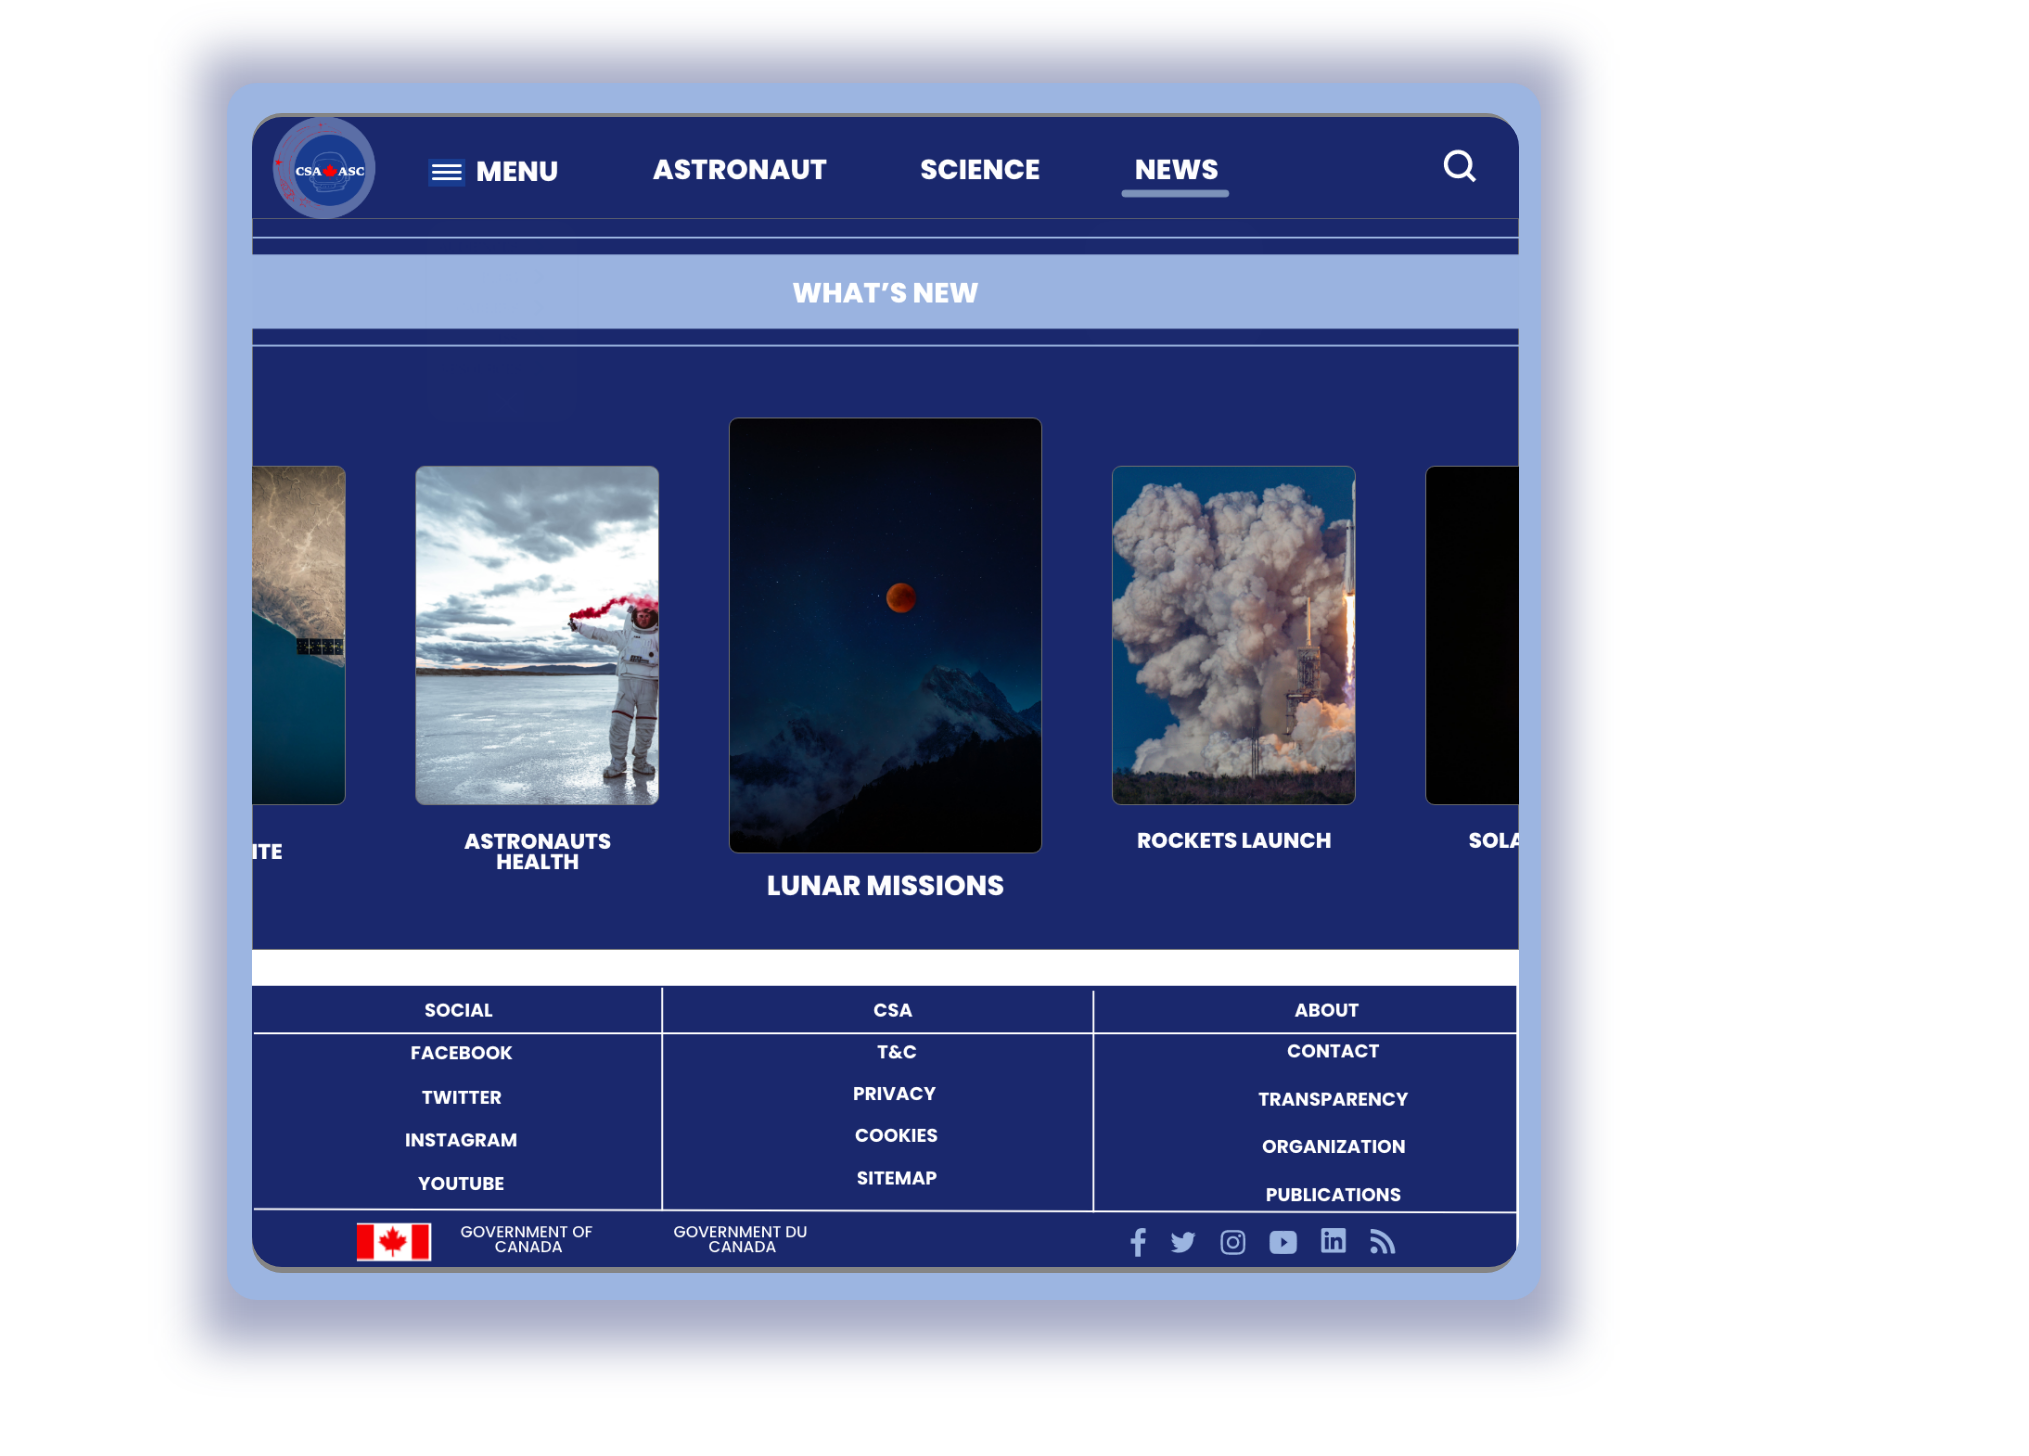 CSA ASC
MENU
ASTRONAUT
SCIENCE
NEWS
WHAT’S NEW
ITE
ASTRONAUTS
HEALTH
LUNAR MISSIONS
ROCKETS LAUNCH
SOLA
SOCIAL
CSA
ABOUT
FACEBOOK
T&C
CONTACT
TWITTER
PRIVACY
TRANSPARENCY
INSTAGRAM
COOKIES
ORGANIZATION
YOUTUBE
SITEMAP
PUBLICATIONS
GOVERNMENT OF
CANADA
GOVERNMENT DU
CANADA